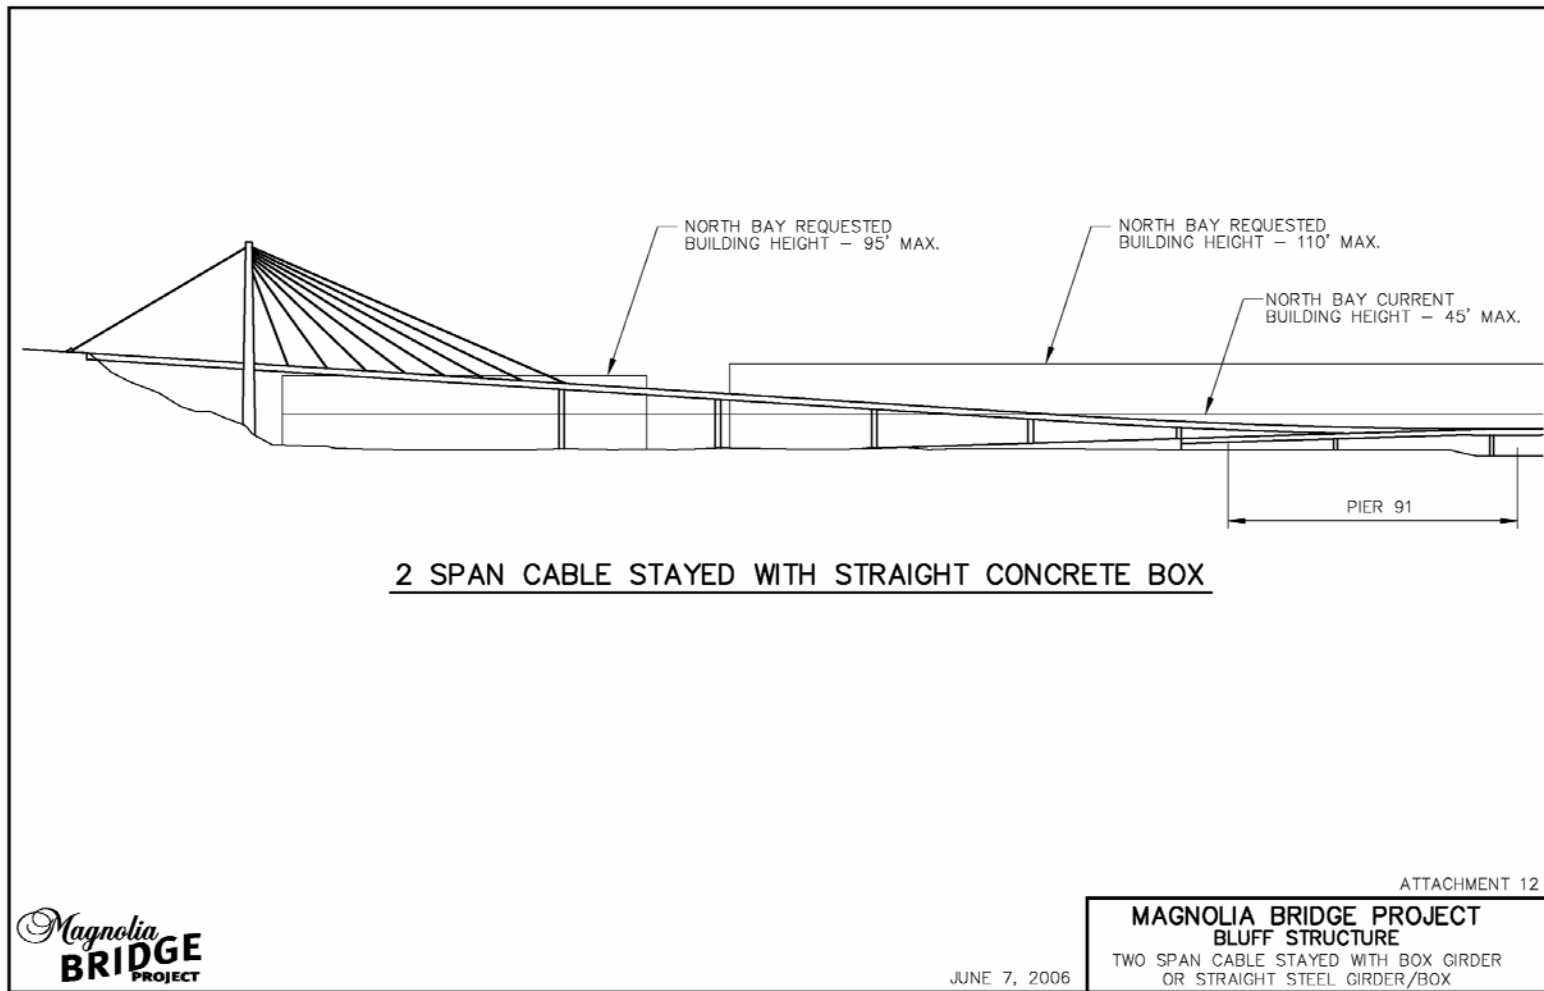 NORTH BAY REQUESTED
BUILDING HEIGHT – 95' MAX.
NORTH BAY REQUESTED
BUILDING HEIGHT – 110' MAX.
NORTH BAY CURRENT
BUILDING HEIGHT – 45' MAX.
PIER 91
2 SPAN CABLE STAYED WITH STRAIGHT CONCRETE BOX
ATTACHMENT 12
Magnolia
BRIDGE
PROJECT
JUNE 7, 2006
MAGNOLIA BRIDGE PROJECT
BLUFF STRUCTURE
TWO SPAN CABLE STAYED WITH BOX GIRDER
OR STRAIGHT STEEL GIRDER/BOX